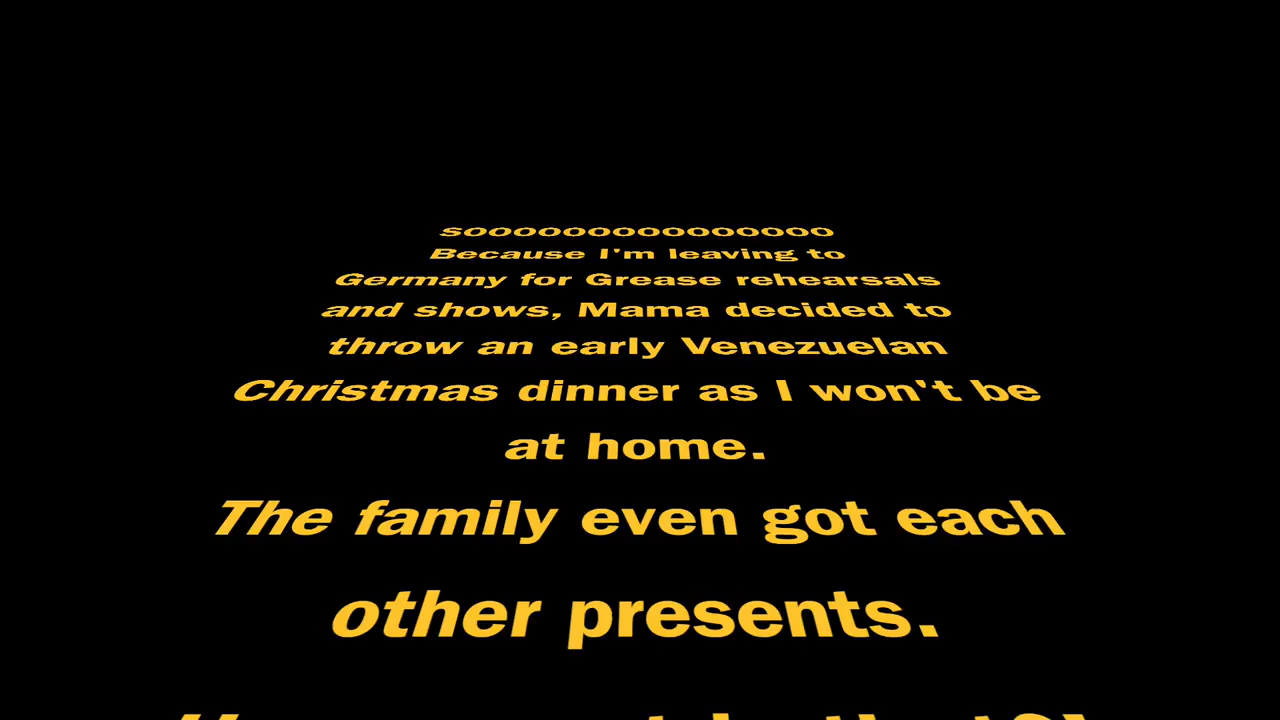 soooooooooooooooo
Because I'm leaving to
Germany for Grease rehearsals
and shows, Mama decided to
throw an early Venezuelan
Christmas dinner as I won't be
at home.
The family even got each
other presents.